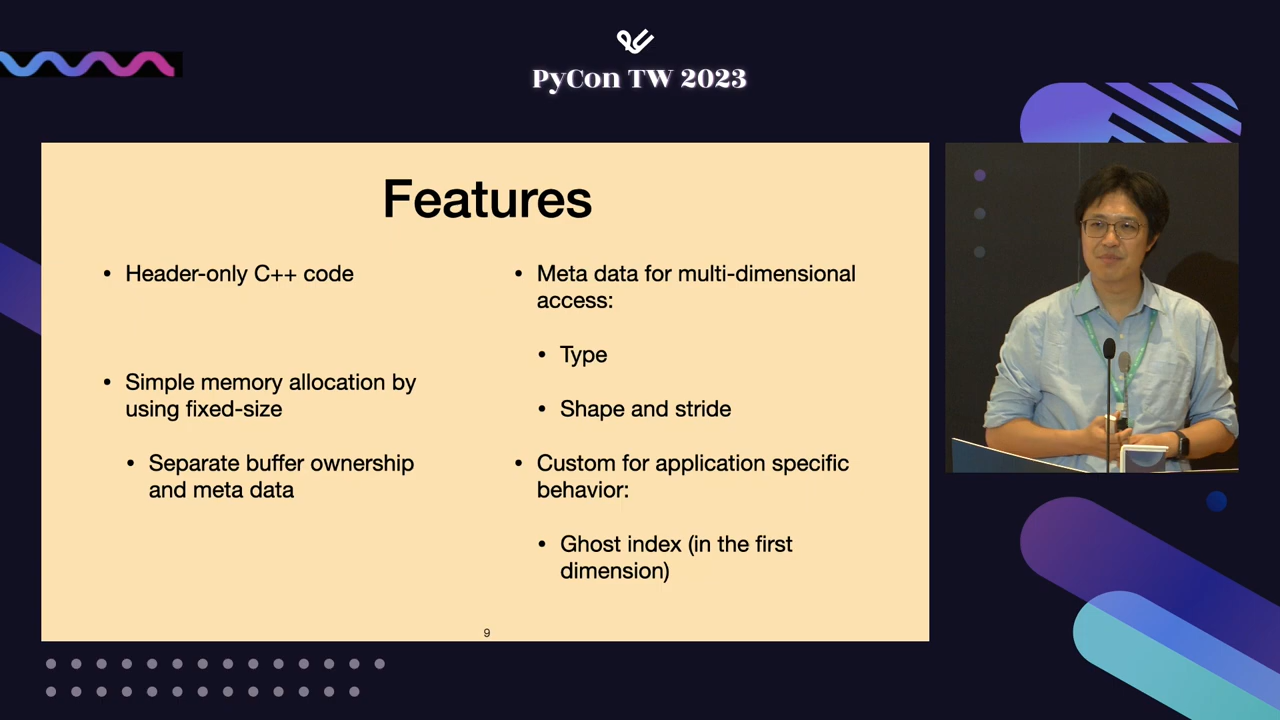 PyCon TW 2023
Features
• Header-only C++ code
• Simple memory allocation by
using fixed-size
• Separate buffer ownership
and meta data
• Meta data for multi-dimensional
access:
• Type
• Shape and stride
• Custom for application specific
behavior:
• Ghost index (in the first
dimension)
9